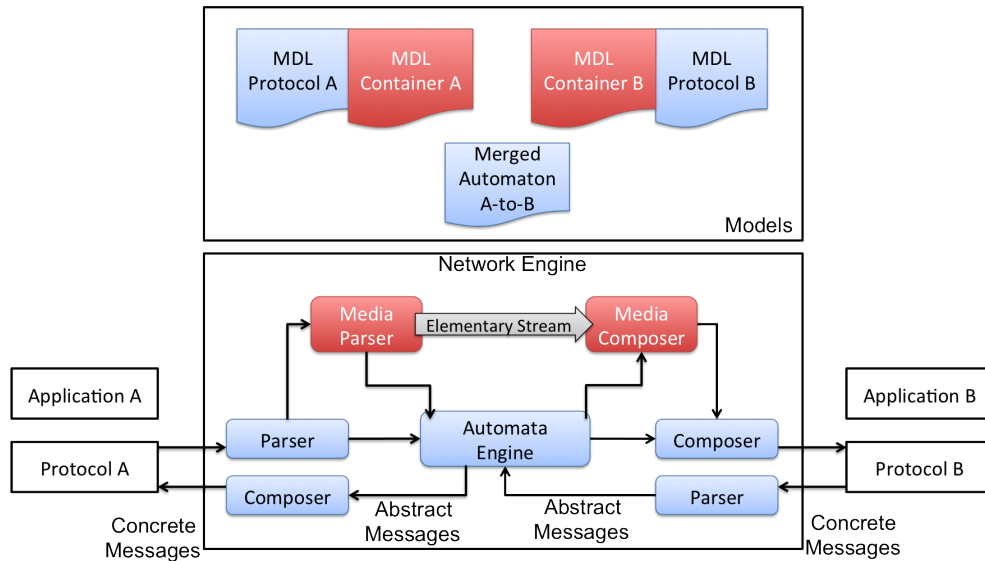 MDL
Protocol A
MDL
Container A
MDL
Container B
MDL
Protocol B
Merged
Automaton
A-to-B
Models
Network Engine
Media
Parser
Elementary Stream
Media
Composer
Application A
Application B
Parser
Automata
Engine
Composer
Protocol A
Protocol B
Composer
Parser
Abstract
Messages
Abstract
Messages
Concrete
Messages
Concrete
Messages